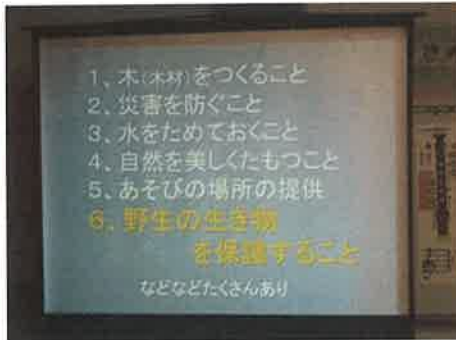 1、木(木材)をつくること
2、災害を防ぐこと
3、水をためておくこと
4、自然を美しくたもつこと
5、あそびの場所の提供
6、野生の生き物
を保護すること
などなどたくさんあり